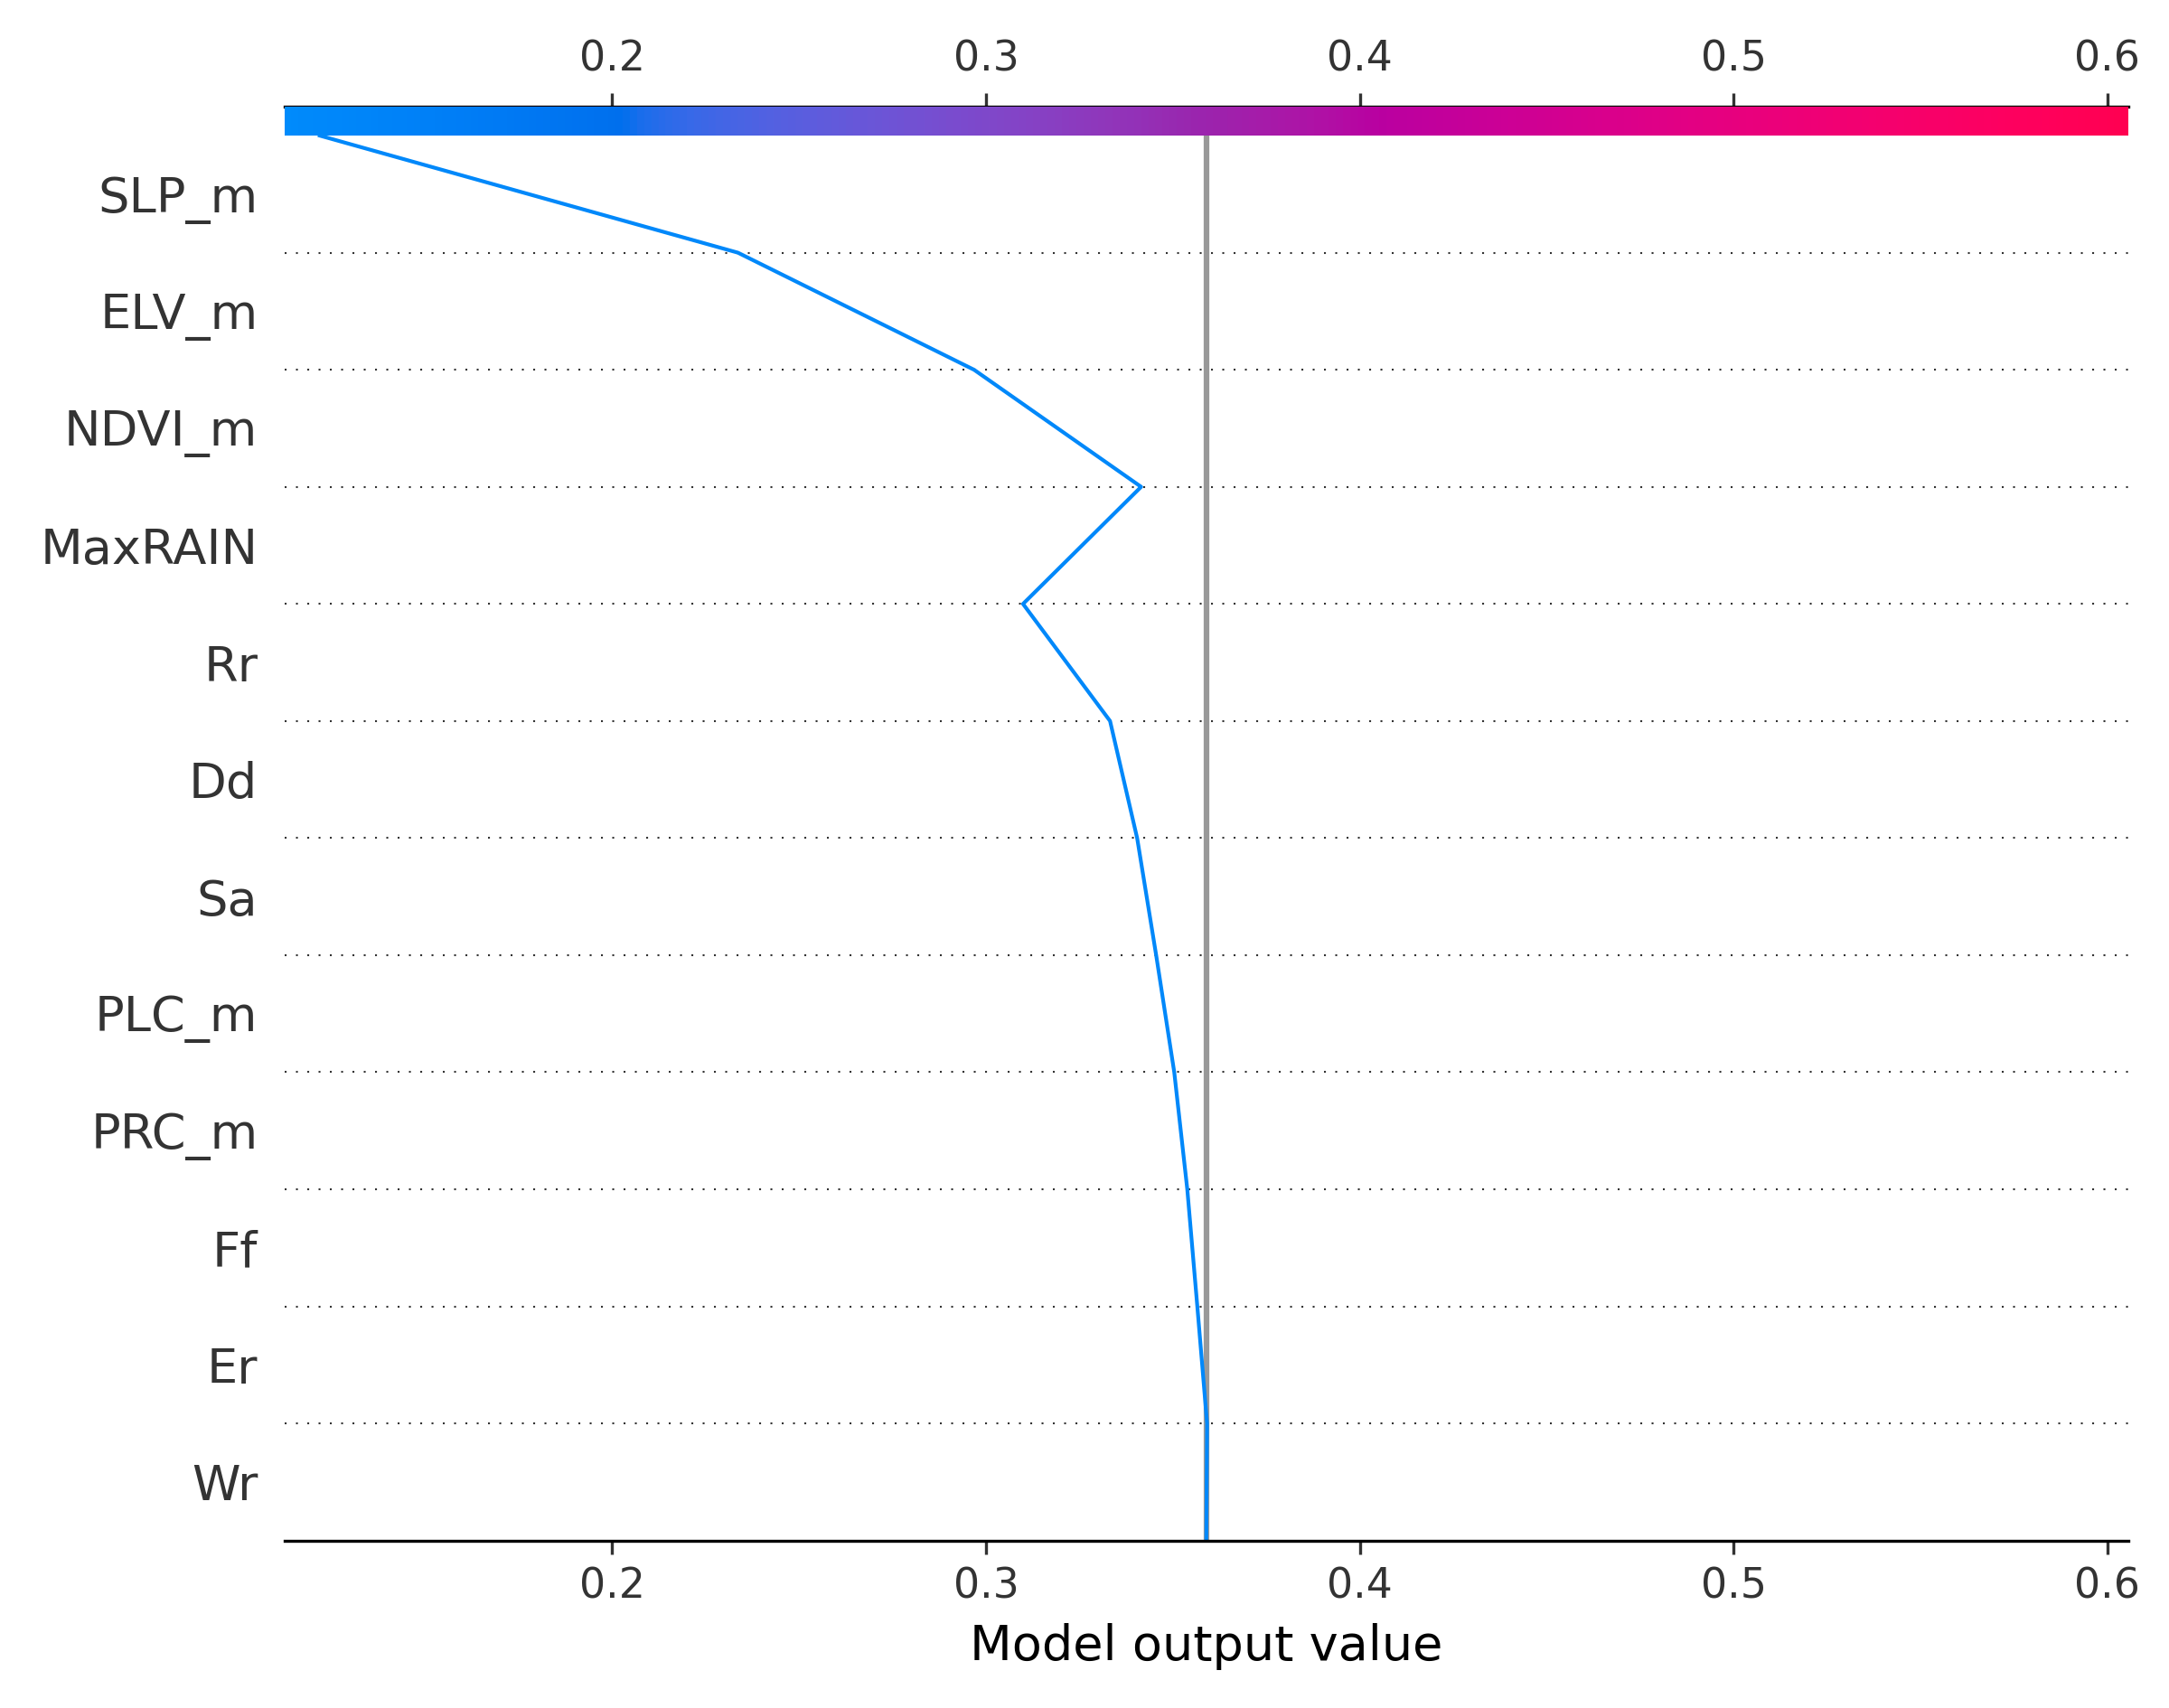 0.2 0.3 0.4 0.5 0.6
SLP_m
ELV_m
NDVI_m
MaxRAIN
Rr
Dd
Sa
PLC_m
PRC_m
Ff
Er
Wr
0.2 0.3 0.4 0.5 0.6
Model output value